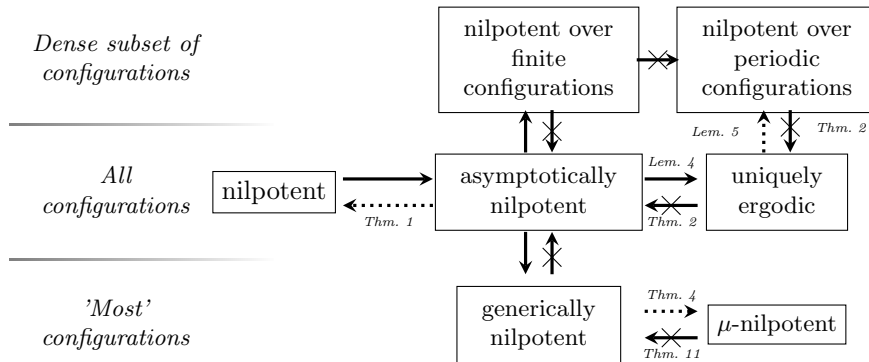 Dense subset of
configurations
nilpotent over
finite
configurations
nilpotent over
periodic
configurations
Lem. 5
Thm. 2
All
configurations
nilpotent
Thm. 1
asymptotically
nilpotent
Lem. 4
Thm. 2
uniquely
ergodic
'Most'
configurations
generically
nilpotent
Thm. 4
Thm. 11
μ-nilpotent